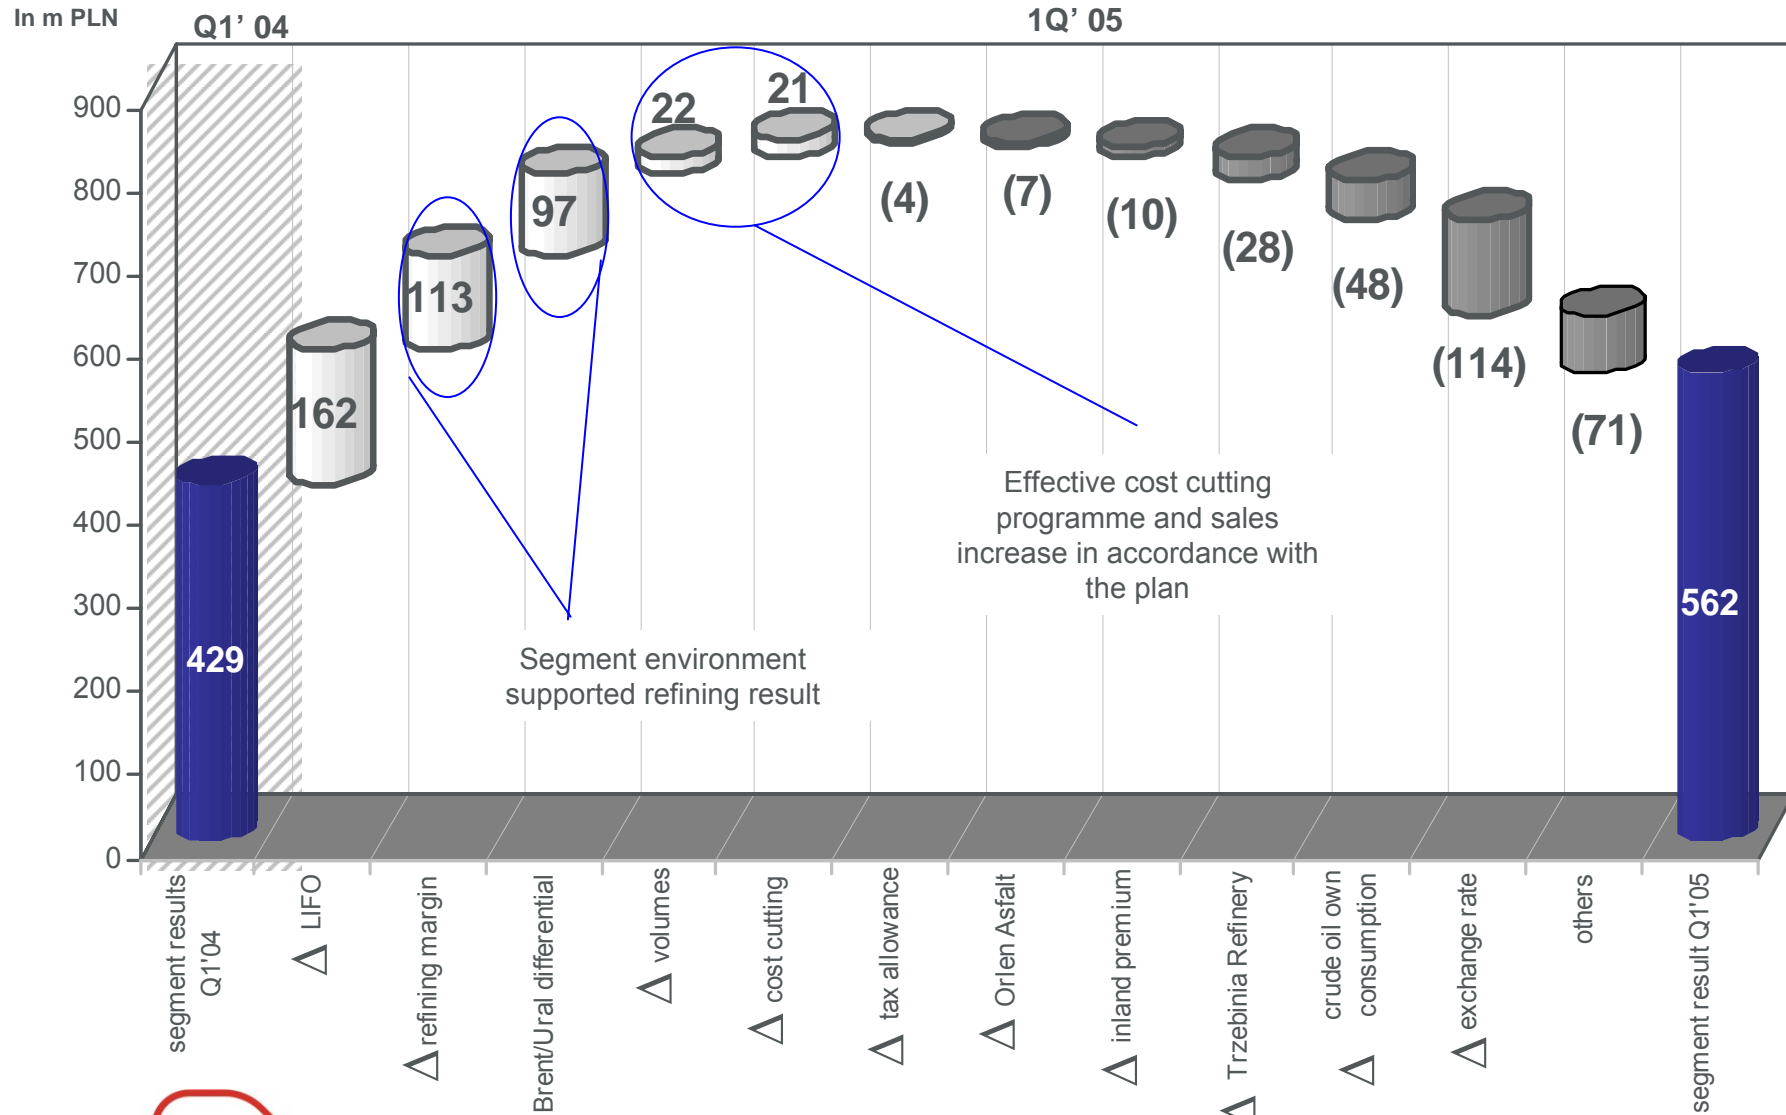 In m PLN
Q1’ 04
1Q’ 05
900
800
700
600
500
400
300
200
100
0
429
162
113
97
22
21
(4)
(7)
(10)
(28)
(48)
(114)
(71)
562
Effective cost cutting
programme and sales
increase in accordance with
the plan
Segment environment
supported refining result
segment results
Q1'04
Δ LIFO
Δ refining margin
Brent/Ural differential
Δ volumes
Δ cost cutting
Δ tax allowance
Δ Orlen Asfalt
Δ inland premium
Δ Trzebinia Refinery
crude oil own
Δ consumption
Δ exchange rate
others
segment result Q1'05